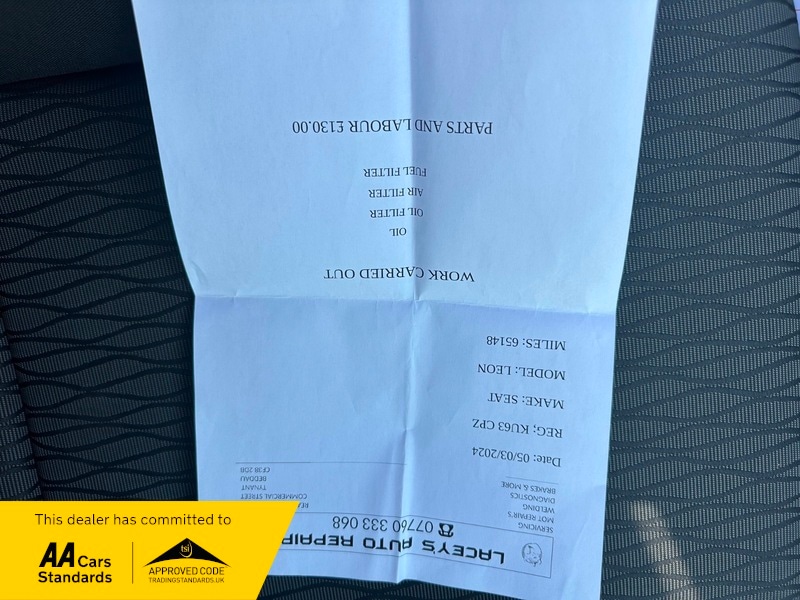 LACEY'S AUTO REPAIR
☎ 07760 333 068
SERVICING
MOT REPAIR'S
WELDING
DIAGNOSTICS
BRAKES & MORE
COMMERCIAL STREET
TYNANT
BEDDAU
CF38 2DB
Date: 05/03/2024
REG; KU63 CPZ
MAKE: SEAT
MODEL: LEON
MILES: 65148
WORK CARRIED OUT
OIL
OIL FILTER
AIR FILTER
FUEL FILTER
PARTS AND LABOUR £130.00
This dealer has committed to
AA Cars
Standards
tsi
APPROVED CODE
TRADINGSTANDARDS.UK